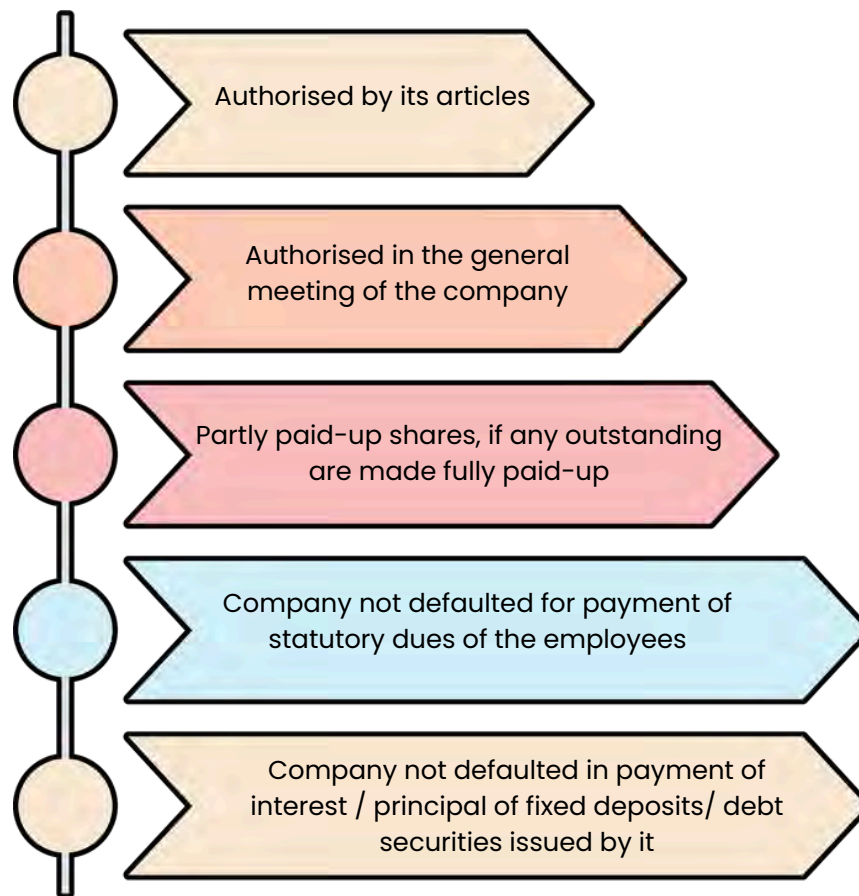 Authorised by its articles
Authorised in the general
meeting of the company
Partly paid-up shares, if any outstanding
are made fully paid-up
Company not defaulted for payment of
statutory dues of the employees
Company not defaulted in payment of
interest / principal of fixed deposits/ debt
securities issued by it